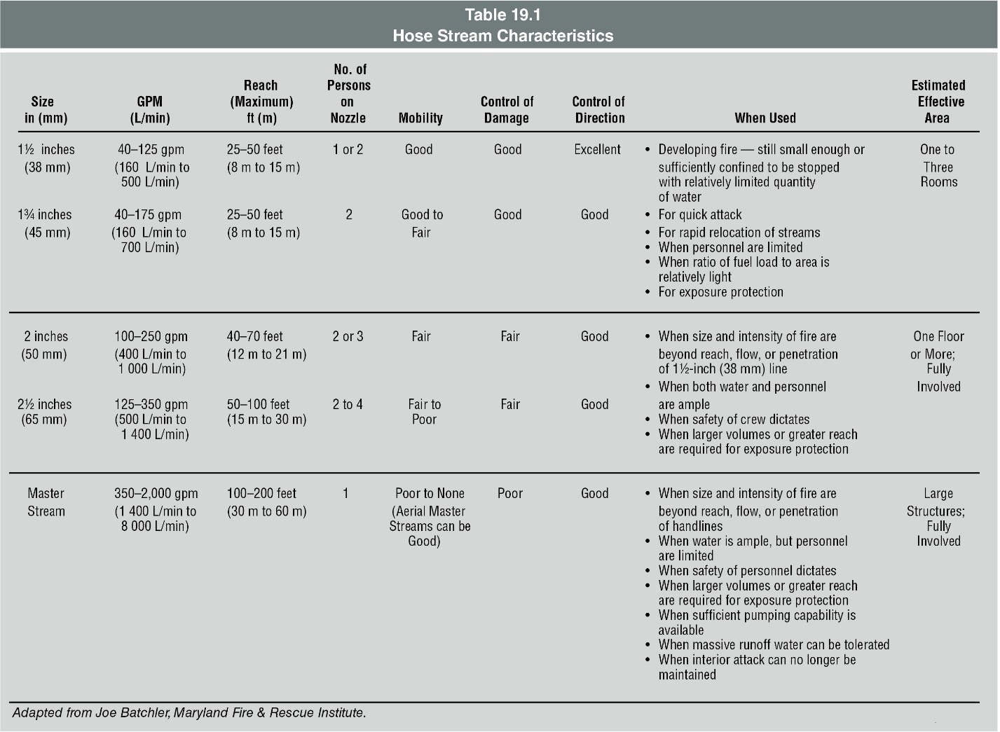 Table 19.1
Hose Stream Characteristics
Size
in (mm)
GPM
(L/min)
Reach
(Maximum)
ft (m)
No. of
Persons
on
Nozzle
Mobility
Control of
Damage
Control of
Direction
When Used
Estimated
Effective
Area
1½ inches
(38 mm)
40–125 gpm
(160 L/min to
500 L/min)
25–50 feet
(8 m to 15 m)
1 or 2
Good
Good
Excellent
• Developing fire — still small enough or
sufficiently confined to be stopped
with relatively limited quantity
of water
One to
Three
Rooms
1¾ inches
(45 mm)
40–175 gpm
(160 L/min to
700 L/min)
25–50 feet
(8 m to 15 m)
2
Good to
Fair
Good
Good
• For quick attack
• For rapid relocation of streams
• When personnel are limited
• When ratio of fuel load to area is
relatively light
• For exposure protection
2 inches
(50 mm)
100–250 gpm
(400 L/min to
1 000 L/min)
40–70 feet
(12 m to 21 m)
2 or 3
Fair
Fair
Good
• When size and intensity of fire are
beyond reach, flow, or penetration
of 1½-inch (38 mm) line
• When both water and personnel
are ample
• When safety of crew dictates
• When larger volumes or greater reach
are required for exposure protection
One Floor
or More;
Fully
Involved
2½ inches
(65 mm)
125–350 gpm
(500 L/min to
1 400 L/min)
50–100 feet
(15 m to 30 m)
2 to 4
Fair to
Poor
Fair
Good
Master
Stream
350–2,000 gpm
(1 400 L/min to
8 000 L/min)
100–200 feet
(30 m to 60 m)
1
Poor to None
(Aerial Master
Streams can be
Good)
Poor
Good
• When size and intensity of fire are
beyond reach, flow, or penetration
of handlines
• When water is ample, but personnel
are limited
• When safety of personnel dictates
• When larger volumes or greater reach
are required for exposure protection
• When sufficient pumping capability is
available
• When massive runoff water can be tolerated
• When interior attack can no longer be
maintained
Large
Structures;
Fully
Involved
Adapted from Joe Batchler, Maryland Fire & Rescue Institute.